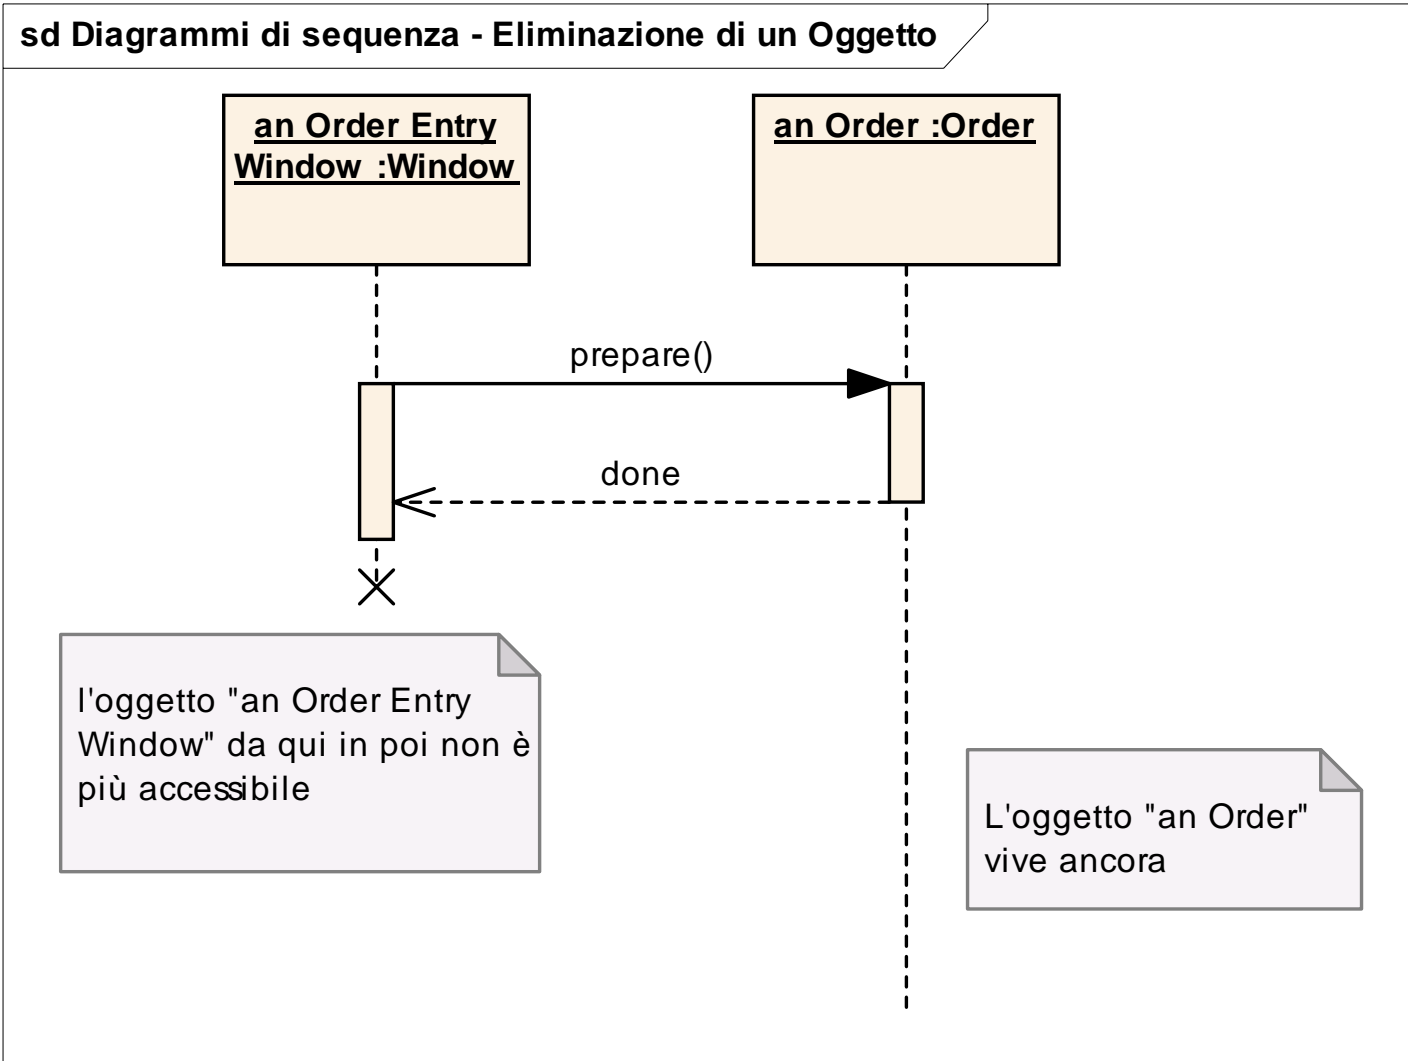 sd Diagrammi di sequenza - Eliminazione di un Oggetto
an Order Entry
Window :Window
an Order :Order
prepare()
done
l'oggetto "an Order Entry
Window" da qui in poi non è
più accessibile
L'oggetto "an Order"
vive ancora